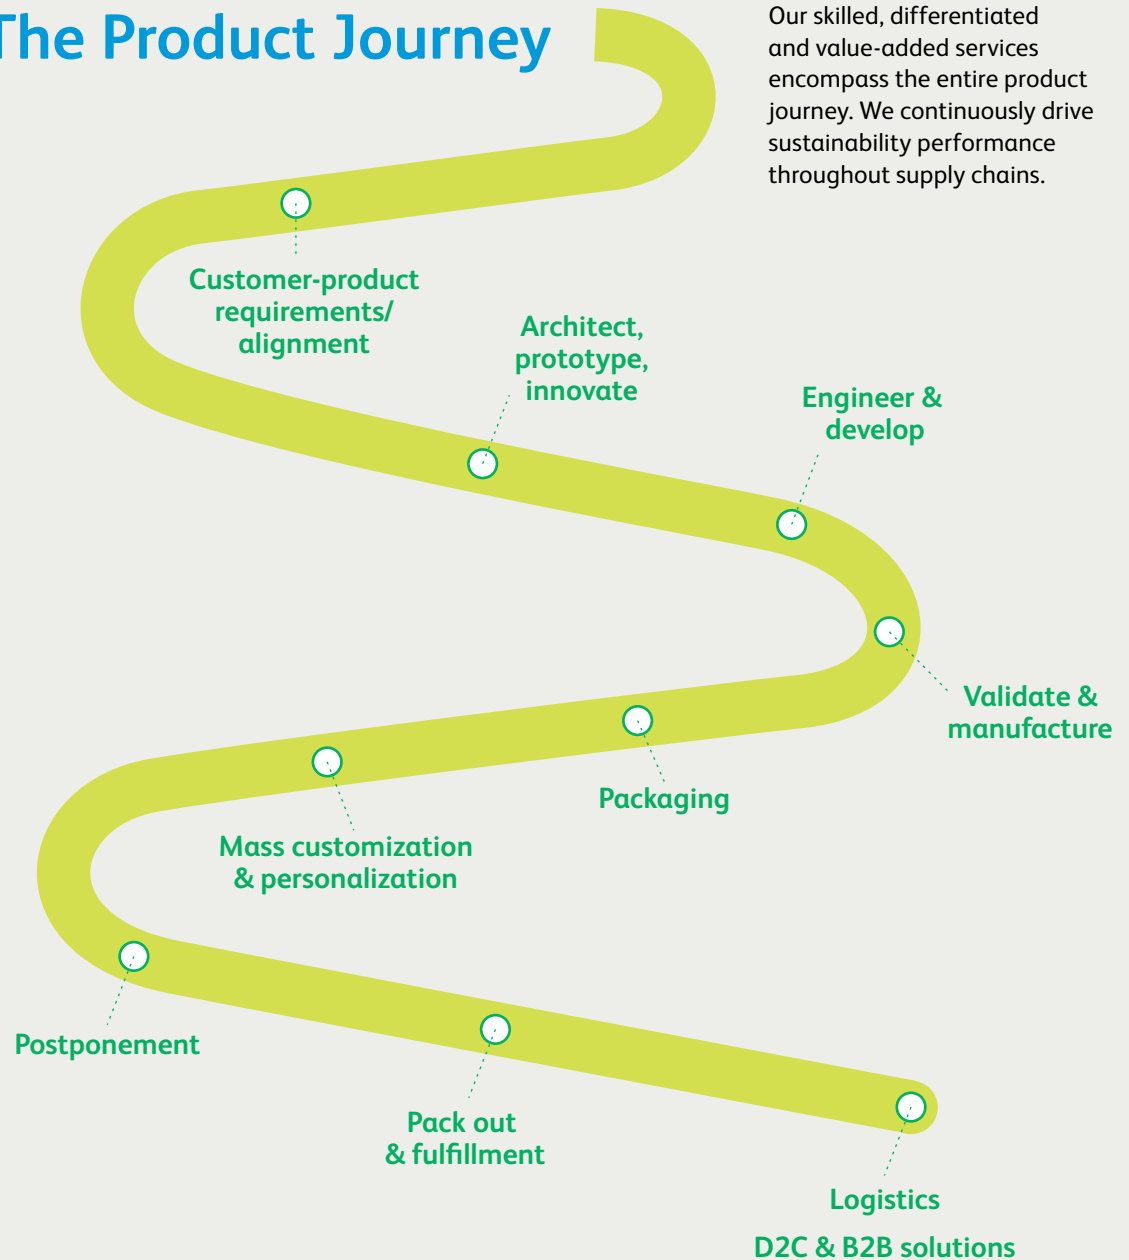 The Product Journey
Our skilled, differentiated
and value-added services
encompass the entire product
journey. We continuously drive
sustainability performance
throughout supply chains.
Customer-product
requirements/
alignment
Architect,
prototype,
innovate
Engineer &
develop
Validate &
manufacture
Packaging
Mass customization
& personalization
Postponement
Pack out
& fulfillment
Logistics
D2C & B2B solutions